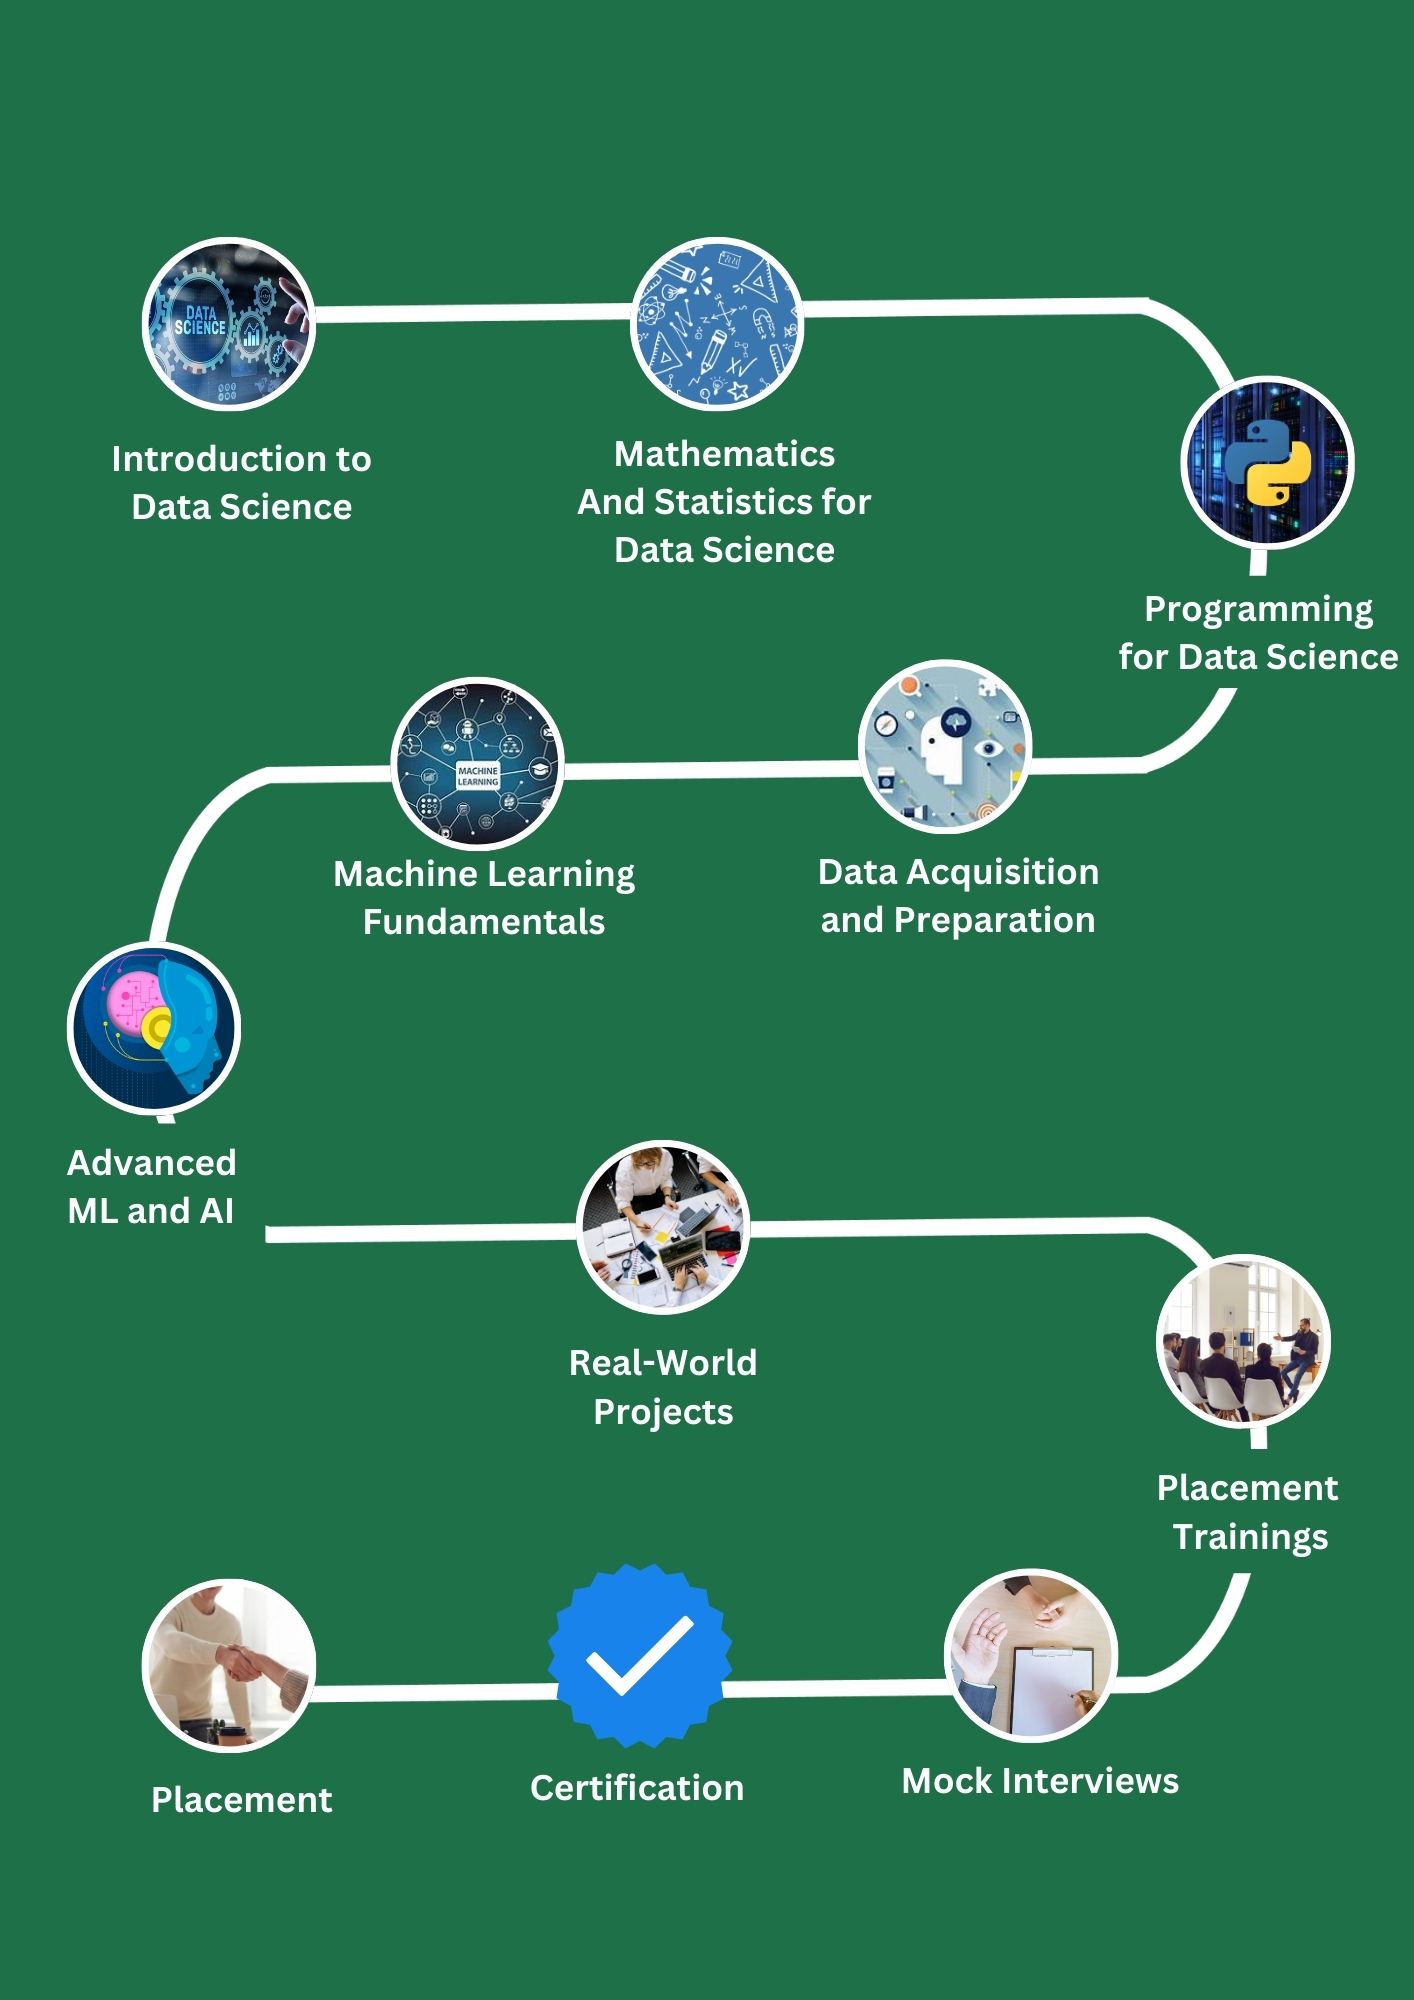 DATA
SCIENCE
Introduction to
Data Science
Mathematics
And Statistics for
Data Science
Programming
for Data Science
MACHINE
LEARNING
Machine Learning
Fundamentals
Data Acquisition
and Preparation
Advanced
ML and AI
Real-World
Projects
Placement
Trainings
Placement
Certification
Mock Interviews